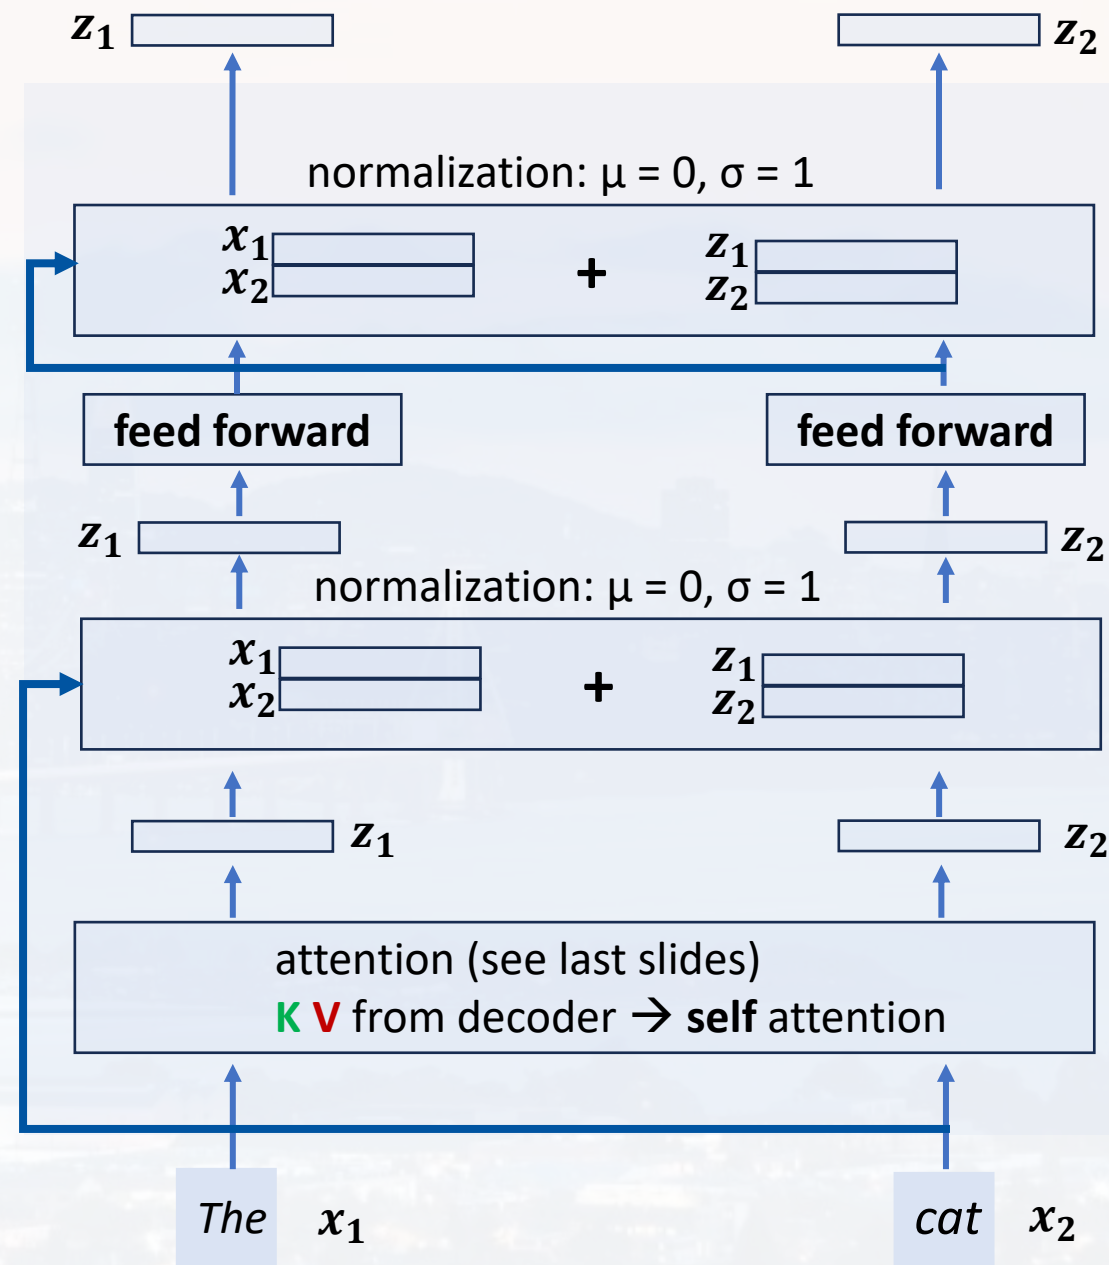 z₁ z₂
normalization: μ = 0, σ = 1
x₁ z₁
x₂ + z₂
feed forward feed forward
z₁ z₂
normalization: μ = 0, σ = 1
x₁ z₁
x₂ + z₂
z₁ z₂
attention (see last slides)
K V from decoder → self attention
The x₁ cat x₂